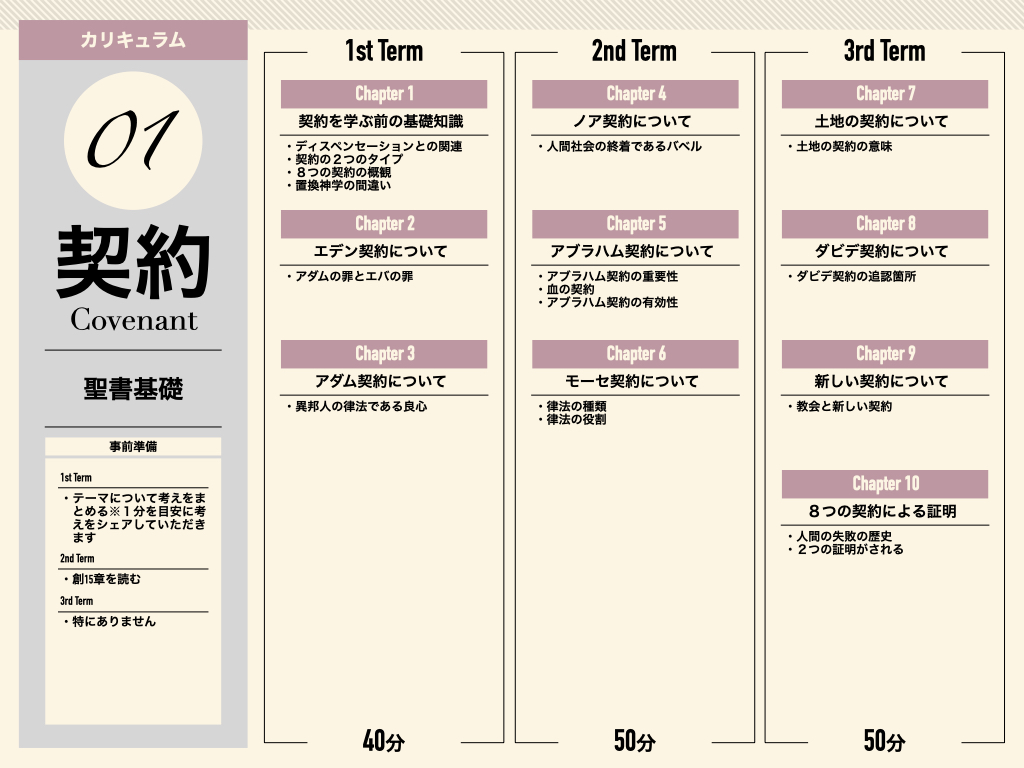 カリキュラム
01
契約
Covenant
聖書基礎
事前準備
1st Term
・テーマについて考えをま
とめる※１分を目安に考
えをシェアしていただき
ます
2nd Term
・創15章を読む
3rd Term
・特にありません
1st Term
Chapter 1
契約を学ぶ前の基礎知識
・ディスペンセーションとの関連
・契約の２つのタイプ
・８つの契約の概観
・置換神学の間違い
Chapter 2
エデン契約について
・アダムの罪とエバの罪
Chapter 3
アダム契約について
・異邦人の律法である良心
40分
2nd Term
Chapter 4
ノア契約について
・人間社会の終着であるバベル
Chapter 5
アブラハム契約について
・アブラハム契約の重要性
・血の契約
・アブラハム契約の有効性
Chapter 6
モーセ契約について
・律法の種類
・律法の役割
50分
3rd Term
Chapter 7
土地の契約について
・土地の契約の意味
Chapter 8
ダビデ契約について
・ダビデ契約の追認箇所
Chapter 9
新しい契約について
・教会と新しい契約
Chapter 10
８つの契約による証明
・人間の失敗の歴史
・２つの証明がされる
50分